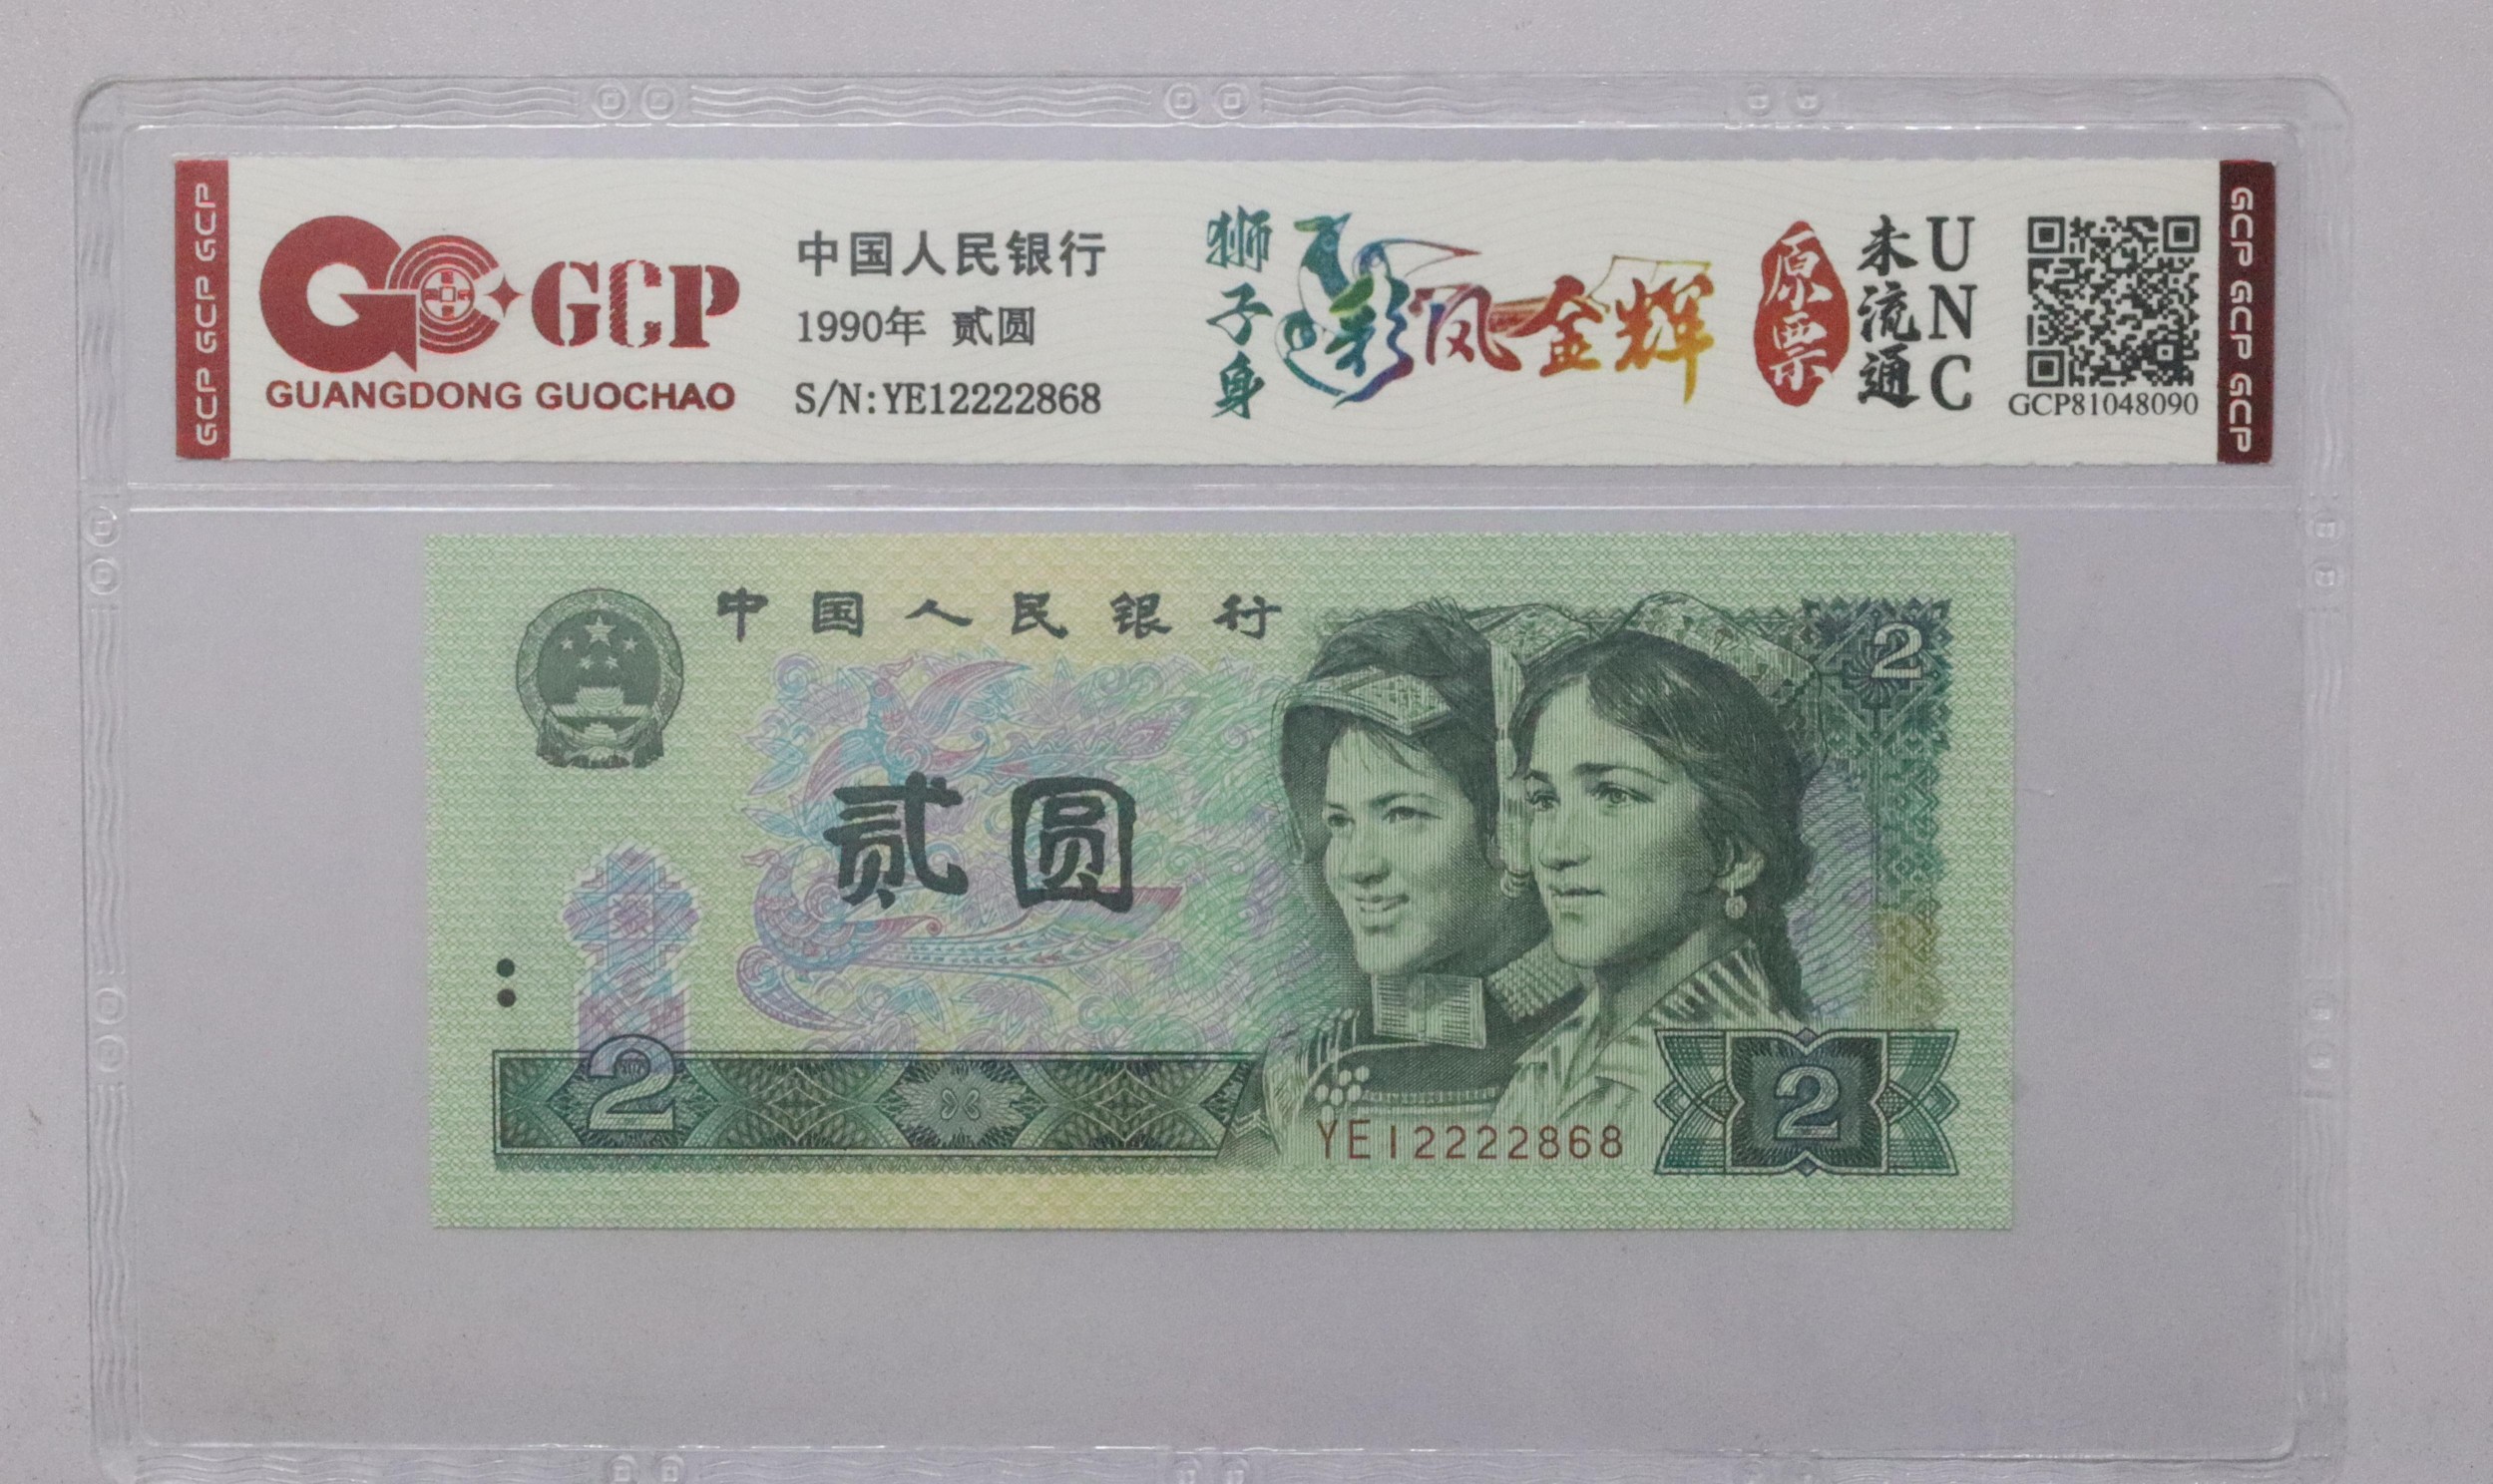 GCP GCP GCP
GCP
GUANGDONG GUOCHAO
中国人民银行
1990年 贰圆
S/N:YE12222868
狮子身
彩凤金辉
原票
未流通
UNC
GCP81048090
GCP GCP GCP
中国人民银行
2
贰圆
2
YE12222868
2